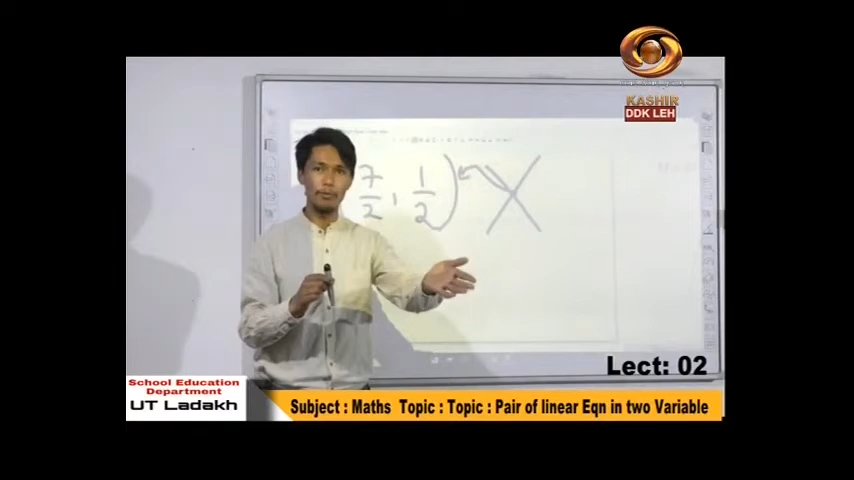 KASHIR
DDK LEH
7/2 , 1/2 )
X
Lect: 02
School Education
Department
UT Ladakh
Subject : Maths Topic : Topic : Pair of linear Eqn in two Variable